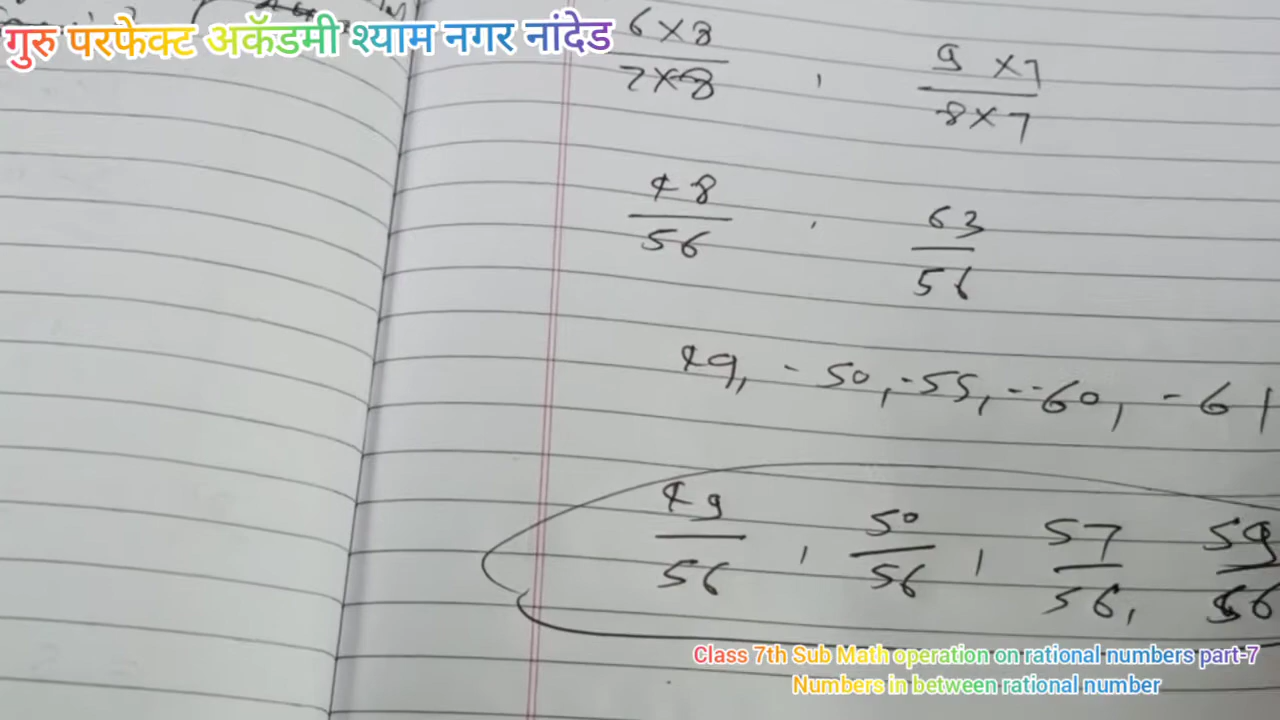 गुरु परफेक्ट अकॅडमी श्याम नगर नांदेड
6×8 / 7×8 , 9×7 / 8×7
48/56 , 63/56
49, - 50, - 55, --- 60, - 61
49/56 , 50/56 , 57/56, 59/56
Class 7th Sub Math operation on rational numbers part-7
Numbers in between rational number